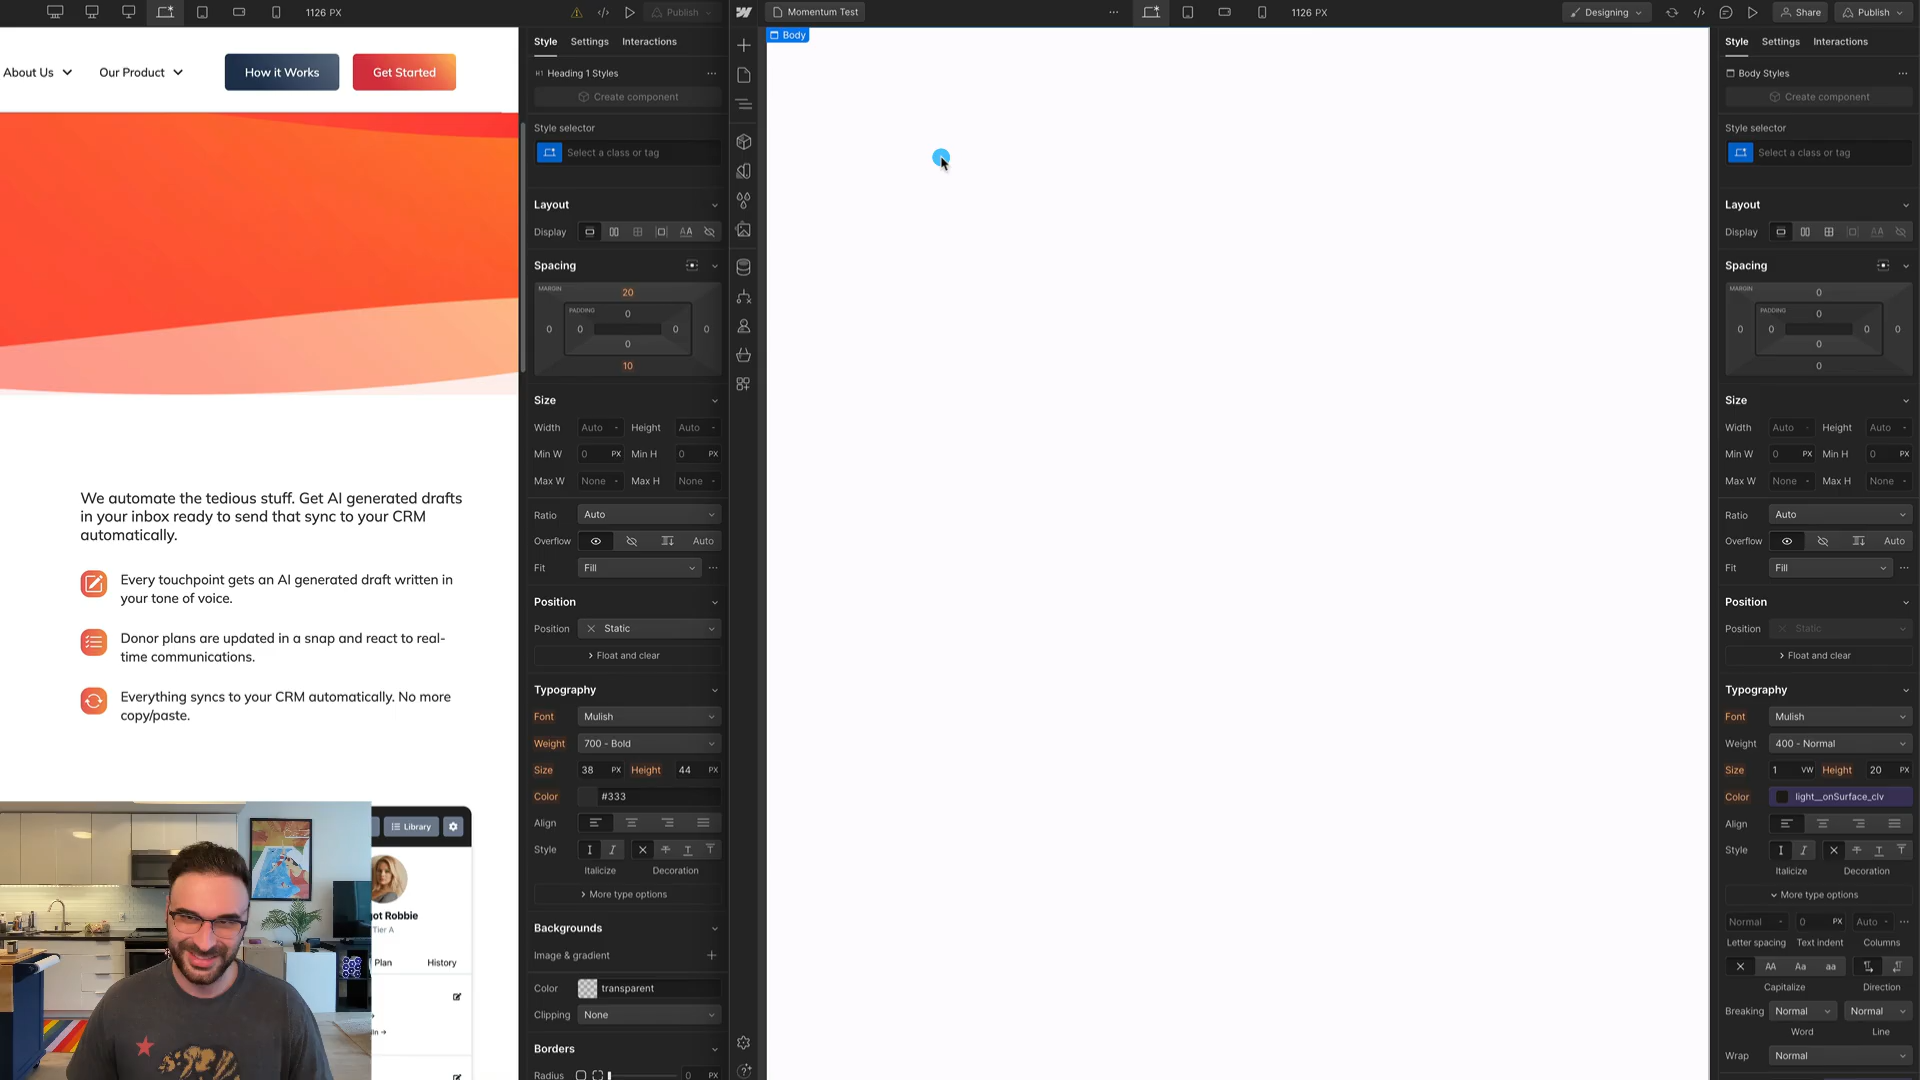 1126 PX
Publish
About Us
Our Product
How it Works
Get Started
We automate the tedious stuff. Get AI generated drafts
in your inbox ready to send that sync to your CRM
automatically.
Every touchpoint gets an AI generated draft written in
your tone of voice.
Donor plans are updated in a snap and react to real-
time communications.
Everything syncs to your CRM automatically. No more
copy/paste.
Library
ot Robbie
Tier A
Plan
History
Style Settings Interactions
H1 Heading 1 Styles
Create component
Style selector
Select a class or tag
Layout
Display
Spacing
MARGIN
20
PADDING
0
0 0 0 0
0
10
Size
Width Auto - Height Auto -
Min W 0 PX Min H 0 PX
Max W None - Max H None -
Ratio Auto
Overflow Auto
Fit Fill
Position
Position Static
Float and clear
Typography
Font Mulish
Weight 700 - Bold
Size 38 PX Height 44 PX
Color #333
Align
Style
Italicize Decoration
More type options
Backgrounds
Image & gradient
Color transparent
Clipping None
Borders
Radius 0 PX
Momentum Test
1126 PX
Designing
Share
Publish
Body
Style Settings Interactions
Body Styles
Create component
Style selector
Select a class or tag
Layout
Display
Spacing
MARGIN
0
PADDING
0
0 0 0 0
0
0
Size
Width Auto - Height Auto -
Min W 0 PX Min H 0 PX
Max W None - Max H None -
Ratio Auto
Overflow Auto
Fit Fill
Position
Position Static
Float and clear
Typography
Font Mulish
Weight 400 - Normal
Size 1 VW Height 20 PX
Color light__onSurface_clv
Align
Style
Italicize Decoration
More type options
Normal - 0 PX Auto -
Letter spacing Text indent Columns
AA Aa aa
Capitalize Direction
Breaking Normal Normal
Word Line
Wrap Normal